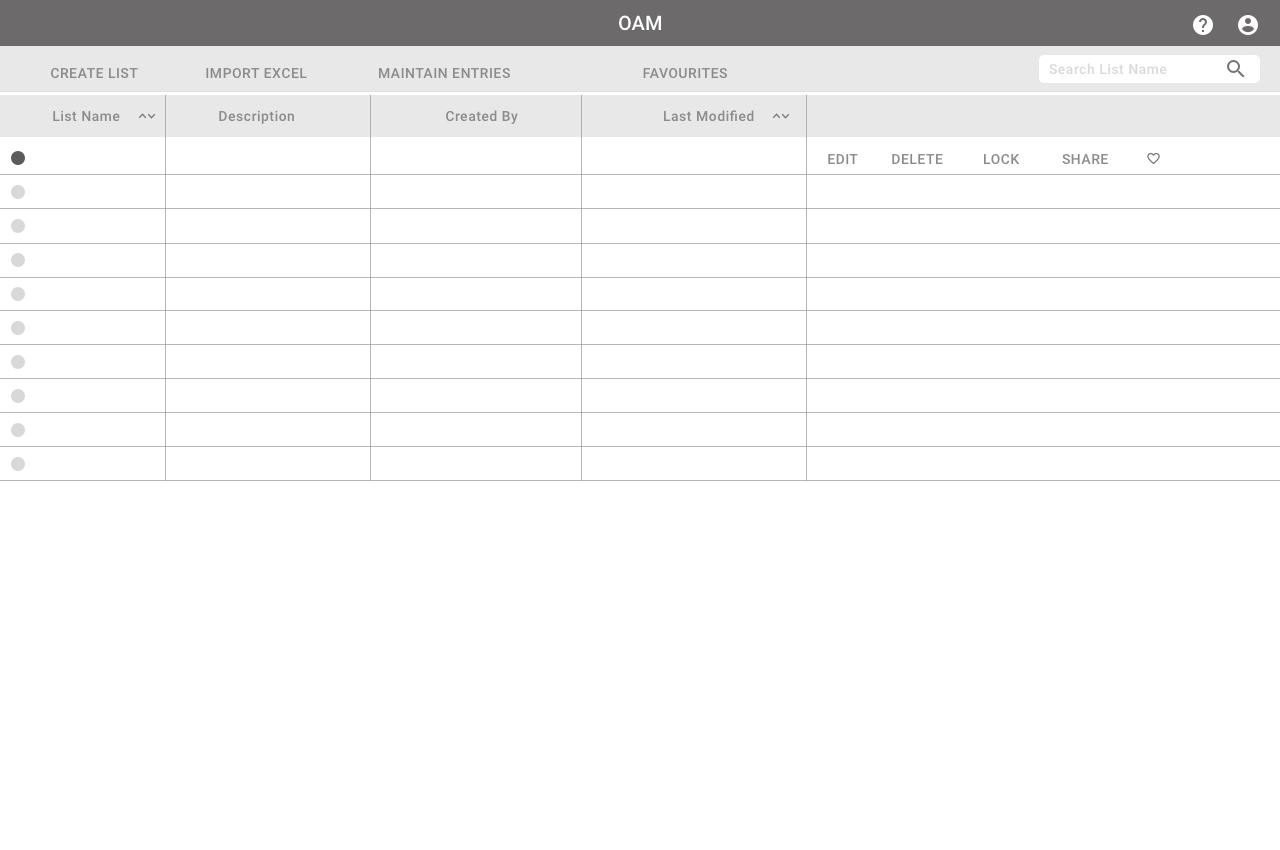 OAM
CREATE LIST IMPORT EXCEL MAINTAIN ENTRIES FAVOURITES Search List Name
List Name Description Created By Last Modified
EDIT DELETE LOCK SHARE